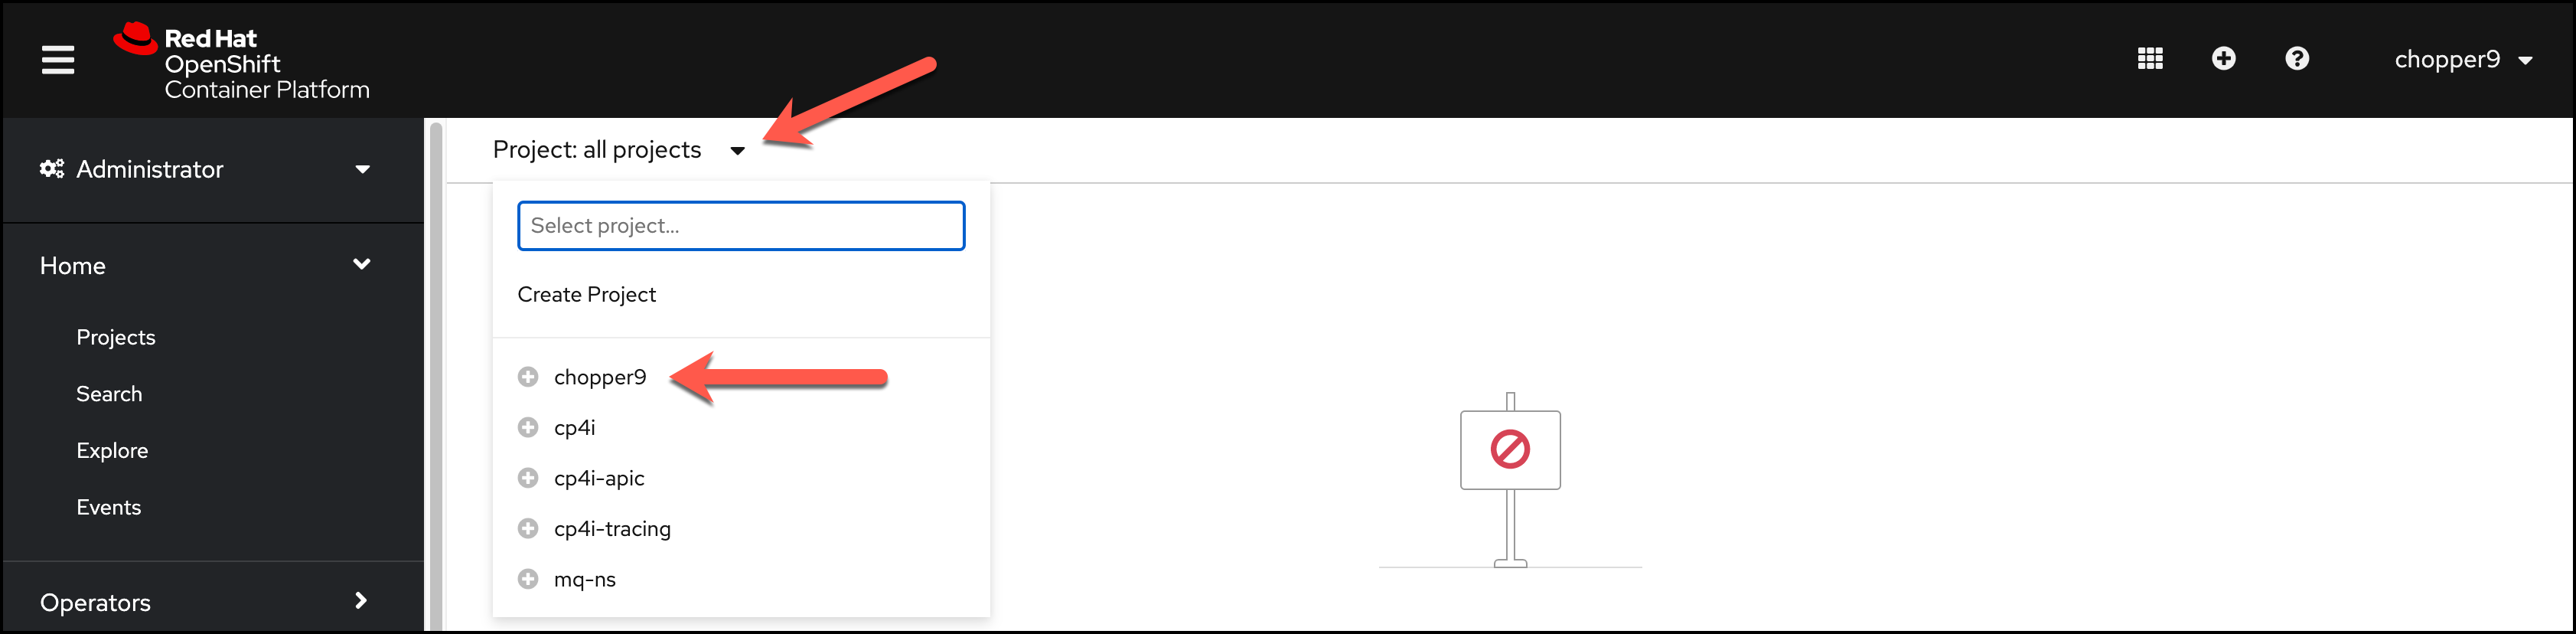 Red Hat
OpenShift
Container Platform
chopper9
Administrator
Home
Projects
Search
Explore
Events
Operators
Project: all projects
Select project...
Create Project
chopper9
cp4i
cp4i-apic
cp4i-tracing
mq-ns